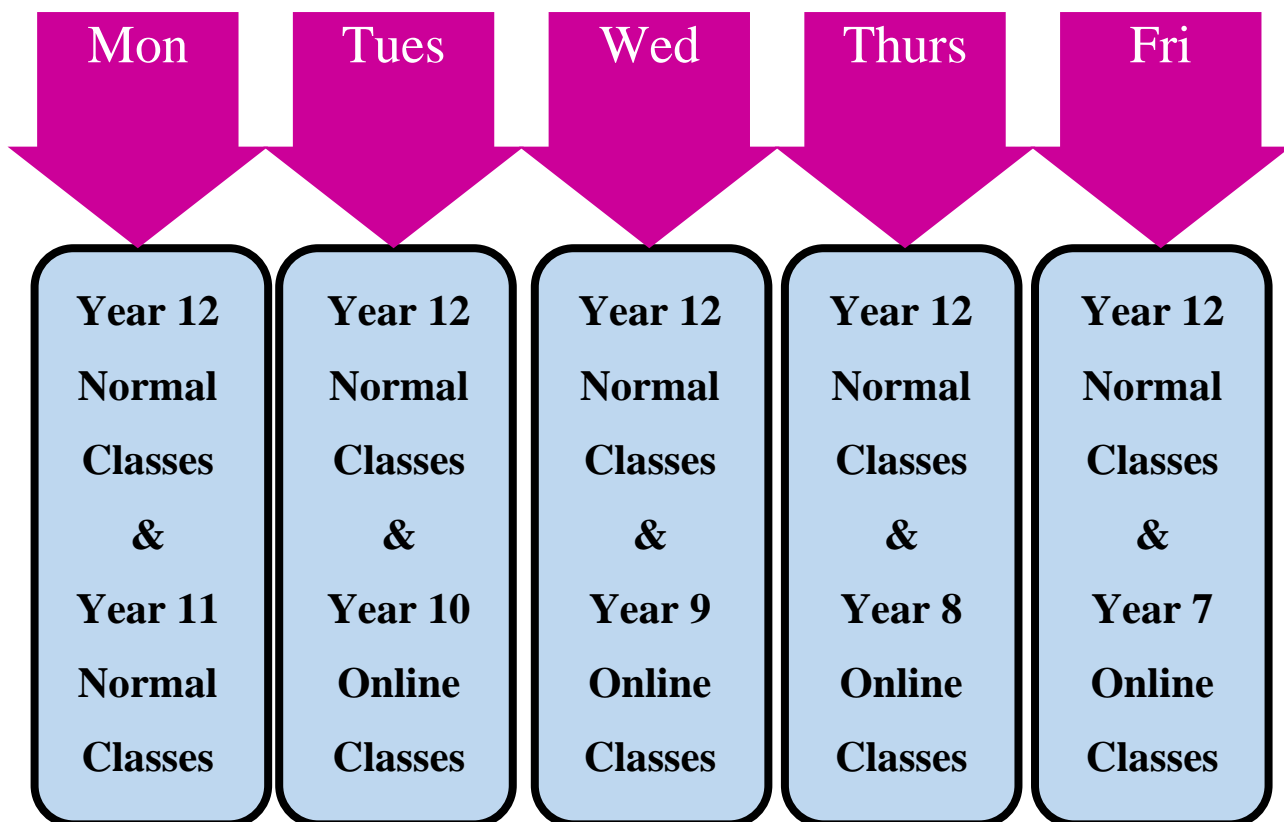 Mon
Year 12
Normal
Classes
&
Year 11
Normal
Classes
Tues
Year 12
Normal
Classes
&
Year 10
Online
Classes
Wed
Year 12
Normal
Classes
&
Year 9
Online
Classes
Thurs
Year 12
Normal
Classes
&
Year 8
Online
Classes
Fri
Year 12
Normal
Classes
&
Year 7
Online
Classes